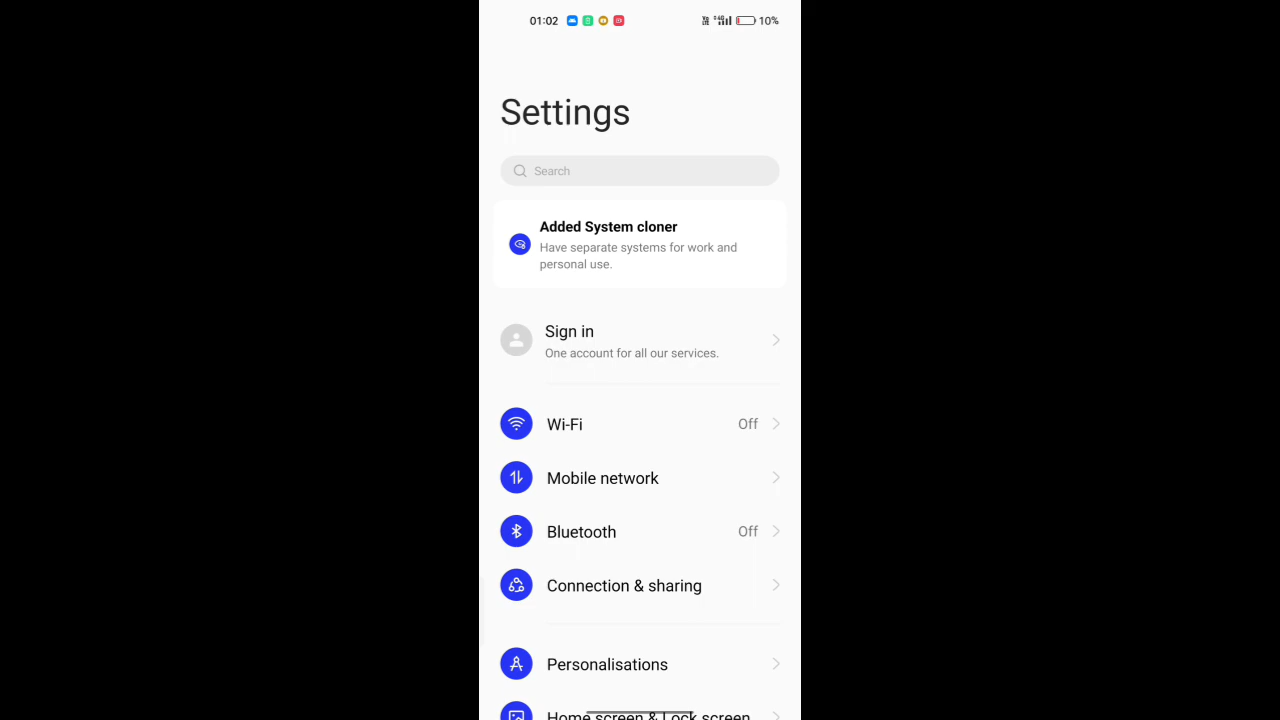 01:02
10%
Settings
Search
Added System cloner
Have separate systems for work and
personal use.
Sign in
One account for all our services.
Wi-Fi Off
Mobile network
Bluetooth Off
Connection & sharing
Personalisations
Home screen & Lock screen